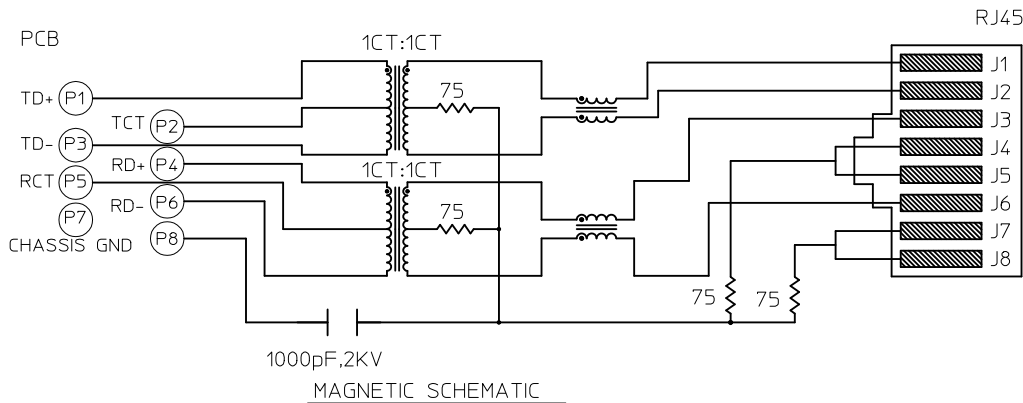 RJ45
PCB
1CT:1CT
J1
75
J2
TD+ P1
TCT P2
J3
TD- P3
J4
RD+ P4
1CT:1CT
RCT P5
J5
RD- P6
J6
75
P7
J7
CHASSIS GND P8
J8
75
75
1000pF,2KV
MAGNETIC SCHEMATIC